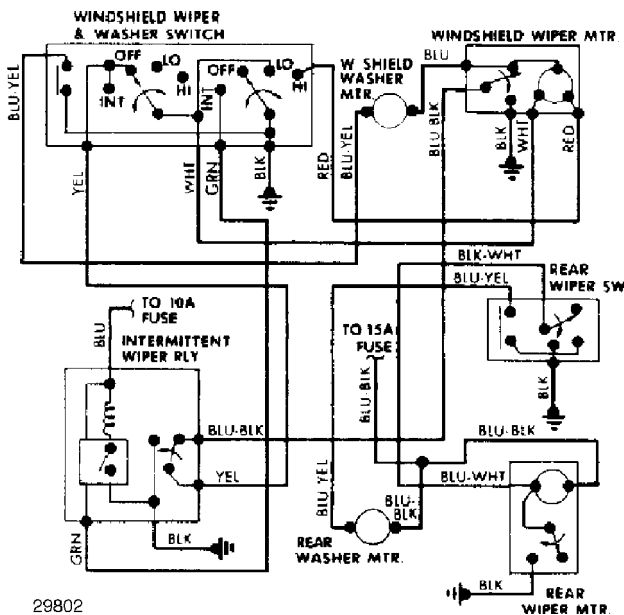 WINDSHIELD WIPER
& WASHER SWITCH
WINDSHIELD WIPER MTR.
BLU-YEL
OFF
LO
HI
INT
OFF
LO
HI
INT
W SHIELD
WASHER
MTR.
BLU
BLU-YEL
BLU-BLK
YEL
WHT
GRN
BLK
RED
BLK
WHT
RED
BLK-WHT
BLU-YEL
REAR
WIPER SW
TO 10A
FUSE
BLU
INTERMITTENT
WIPER RLY
TO 15A
FUSE
BLU-BLK
BLK
BLU-BLK
BLU-BLK
YEL
BLU-YEL
BLU-WHT
BLU-
BLK
GRN
BLK
REAR
WASHER MTR.
BLK
REAR
WIPER MTR.
29802